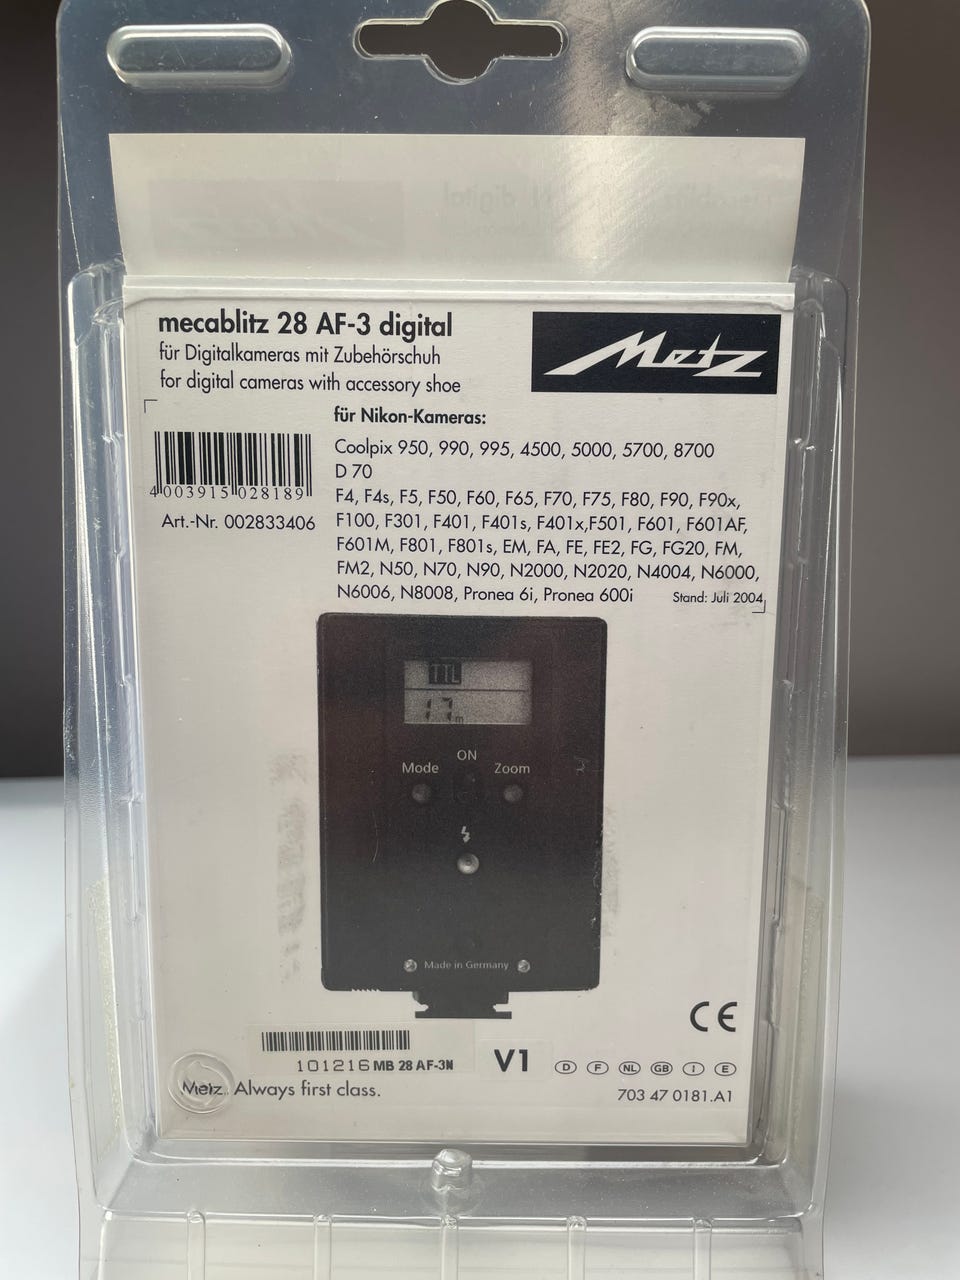 mecablitz 28 AF-3 digital
für Digitalkameras mit Zubehörschuh
for digital cameras with accessory shoe
Metz
für Nikon-Kameras:
Coolpix 950, 990, 995, 4500, 5000, 5700, 8700
D 70
F4, F4s, F5, F50, F60, F65, F70, F75, F80, F90, F90x,
F100, F301, F401, F401s, F401x,F501, F601, F601AF,
F601M, F801, F801s, EM, FA, FE, FE2, FG, FG20, FM,
FM2, N50, N70, N90, N2000, N2020, N4004, N6000,
N6006, N8008, Pronea 6i, Pronea 600i
Stand: Juli 2004
4 003915 028189
Art.-Nr. 002833406
TTL
1.7 m
ON
Mode
Zoom
Made in Germany
CE
101216 MB 28 AF-3N
V1
D F NL GB I E
Metz. Always first class.
703 47 0181.A1